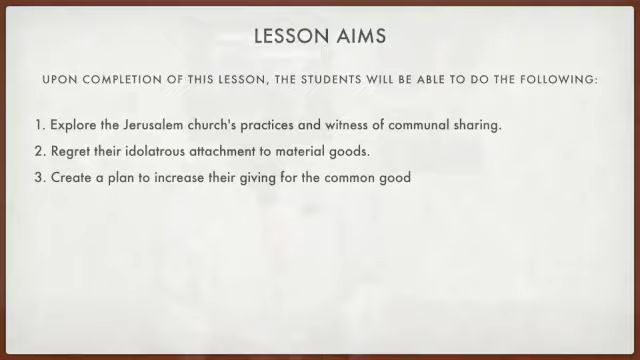 LESSON AIMS
UPON COMPLETION OF THIS LESSON, THE STUDENTS WILL BE ABLE TO DO THE FOLLOWING:
1. Explore the Jerusalem church's practices and witness of communal sharing.
2. Regret their idolatrous attachment to material goods.
3. Create a plan to increase their giving for the common good